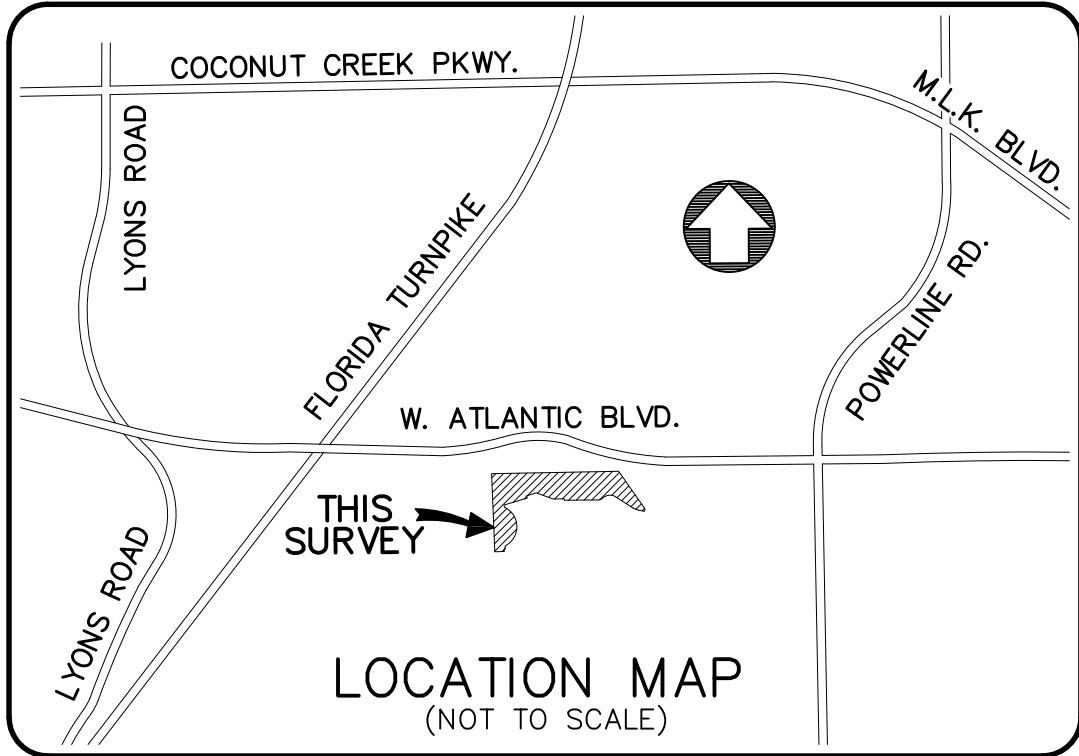 COCONUT CREEK PKWY.
M.L.K. BLVD.
LYONS ROAD
FLORIDA TURNPIKE
POWERLINE RD.
W. ATLANTIC BLVD.
THIS
SURVEY
LYONS ROAD
LOCATION MAP
(NOT TO SCALE)